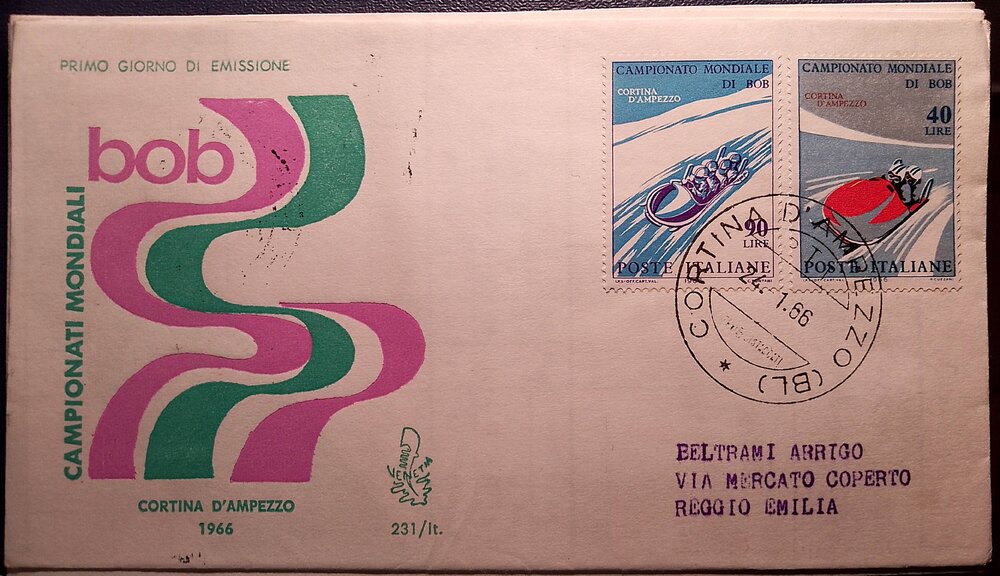 PRIMO GIORNO DI EMISSIONE
bob
CAMPIONATI MONDIALI
CORTINA D'AMPEZZO
1966
VENETIA
231/It.
CAMPIONATO MONDIALE
DI BOB
CORTINA
D'AMPEZZO
90
LIRE
POSTE ITALIANE
CAMPIONATO MONDIALE
DI BOB
CORTINA
D'AMPEZZO
40
LIRE
POSTE ITALIANE
CORTINA D'AMPEZZO (BL) *
24.1.66
BELTRAMI ARRIGO
VIA MERCATO COPERTO
REGGIO EMILIA